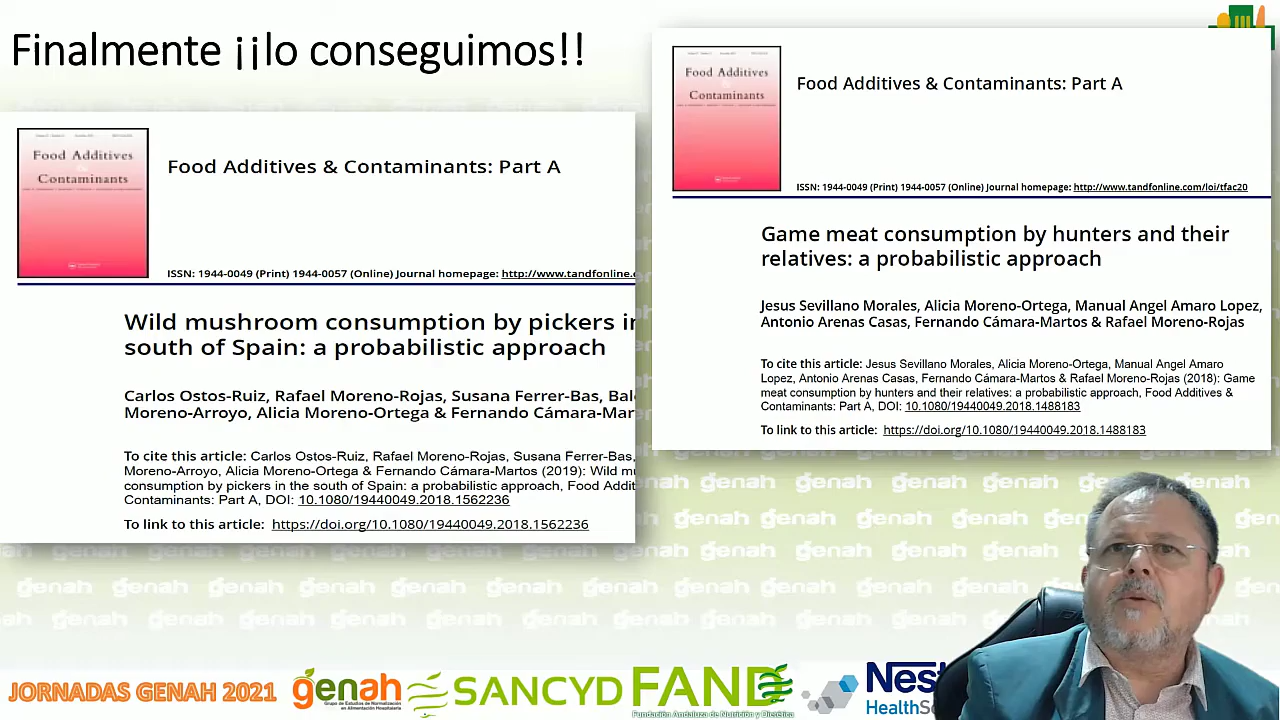 Finalmente ¡¡lo conseguimos!!
Food Additives
Contaminants
Food Additives & Contaminants: Part A
ISSN: 1944-0049 (Print) 1944-0057 (Online) Journal homepage: http://www.tandfonline.
Wild mushroom consumption by pickers in
south of Spain: a probabilistic approach
Carlos Ostos-Ruiz, Rafael Moreno-Rojas, Susana Ferrer-Bas,
Moreno-Arroyo, Alicia Moreno-Ortega & Fernando
To cite this article: Carlos Ostos-Ruiz, Rafael Moreno-Rojas, Susana Ferrer-Bas,
Moreno-Arroyo, Alicia Moreno-Ortega & Fernando Cámara-Martos (2019): Wild
consumption by pickers in the south of Spain: a probabilistic approach, Food
Contaminants: Part A, DOI: 10.1080/19440049.2018.1562236
To link to this article: https://doi.org/10.1080/19440049.2018.1562236
Food Additives
Contaminants
Food Additives & Contaminants: Part A
ISSN: 1944-0049 (Print) 1944-0057 (Online) Journal homepage: http://www.tandfonline.com/loi/tfac20
Game meat consumption by hunters and their
relatives: a probabilistic approach
Jesus Sevillano Morales, Alicia Moreno-Ortega, Manual Angel Amaro Lopez,
Antonio Arenas Casas, Fernando Cámara-Martos & Rafael Moreno-Rojas
To cite this article: Jesus Sevillano Morales, Alicia Moreno-Ortega, Manual Angel Amaro
Lopez, Antonio Arenas Casas, Fernando Cámara-Martos & Rafael Moreno-Rojas (2018): Game
meat consumption by hunters and their relatives: a probabilistic approach, Food Additives &
Contaminants: Part A, DOI: 10.1080/19440049.2018.1488183
To link to this article: https://doi.org/10.1080/19440049.2018.1488183
JORNADAS GENAH 2021
genah
Grupo de Estudios de Normalización
en Alimentación Hospitalaria
SANCYD
FAND
Fundación Andaluza de Nutrición y Dietética